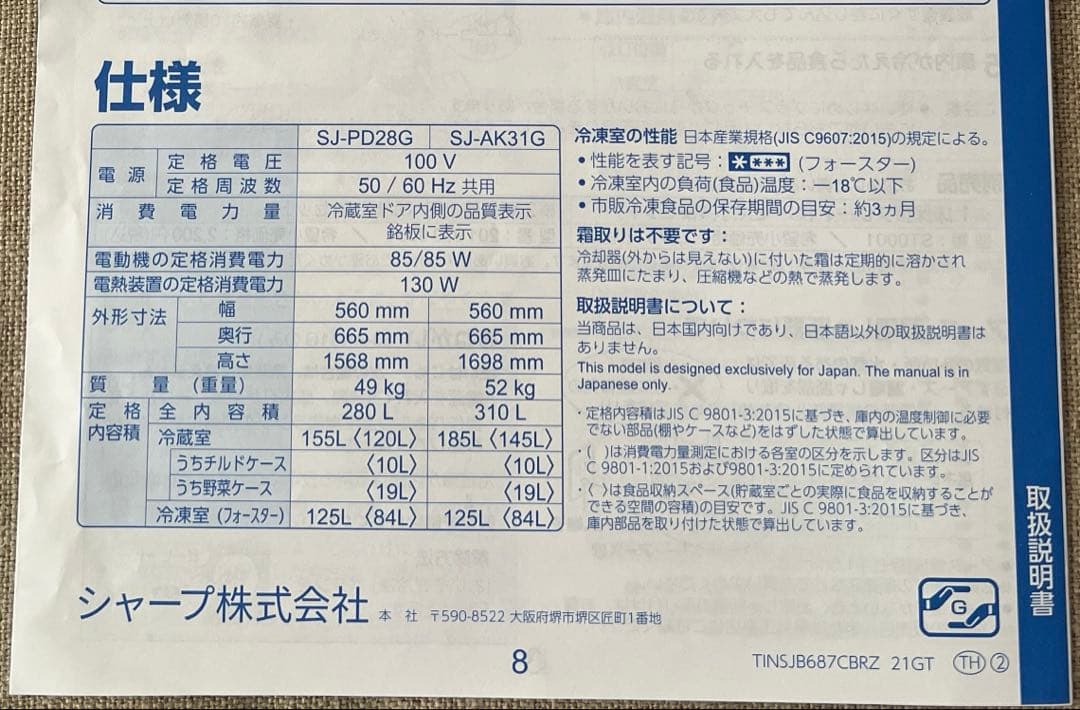 仕様
SJ-PD28G SJ-AK31G
電源 定格電圧 100 V
定格周波数 50 / 60 Hz 共用
消費電力量 冷蔵室ドア内側の品質表示
銘板に表示
電動機の定格消費電力 85/85 W
電熱装置の定格消費電力 130 W
外形寸法 幅 560 mm 560 mm
奥行 665 mm 665 mm
高さ 1568 mm 1698 mm
質量(重量) 49 kg 52 kg
定格内容積 全内容積 280 L 310 L
冷蔵室 155L〈120L〉 185L〈145L〉
うちチルドケース 〈10L〉 〈10L〉
うち野菜ケース 〈19L〉 〈19L〉
冷凍室(フォースター) 125L〈84L〉 125L〈84L〉
冷凍室の性能 日本産業規格(JIS C9607:2015)の規定による。
• 性能を表す記号:[* ***](フォースター)
• 冷凍室内の負荷(食品)温度:−18℃以下
• 市販冷凍食品の保存期間の目安:約3ヵ月
霜取りは不要です:
冷却器(外からは見えない)に付いた霜は定期的に溶かされ
蒸発皿にたまり、圧縮機などの熱で蒸発します。
取扱説明書について:
当商品は、日本国内向けであり、日本語以外の取扱説明書は
ありません。
This model is designed exclusively for Japan. The manual is in
Japanese only.
・定格内容積はJIS C 9801-3:2015に基づき、庫内の温度制御に必要
でない部品(棚やケースなど)をはずした状態で算出しています。
・( )は消費電力量測定における各室の区分を示します。区分はJIS
C 9801-1:2015および9801-3:2015に定められています。
・〈 〉は食品収納スペース(貯蔵室ごとの実際に食品を収納することが
できる空間の容積)の目安です。JIS C 9801-3:2015に基づき、
庫内部品を取り付けた状態で算出しています。
取扱説明書
シャープ株式会社 本 社 〒590-8522 大阪府堺市堺区匠町1番地
G
8
TINSJB687CBRZ 21GT TH ②